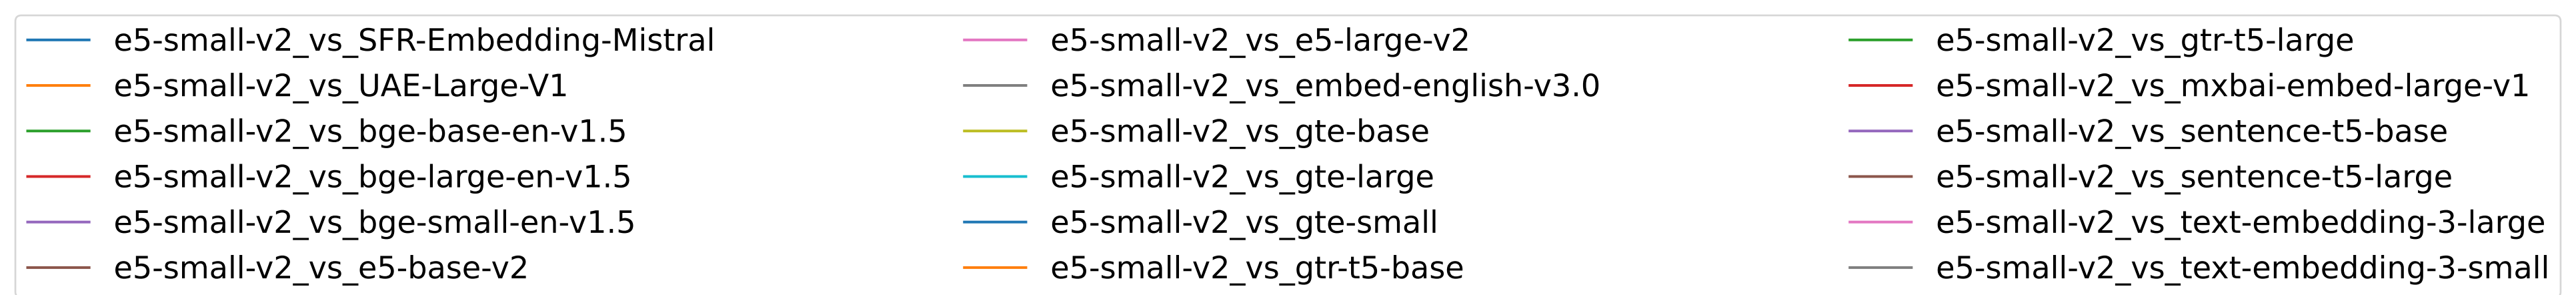 e5-small-v2_vs_SFR-Embedding-Mistral
e5-small-v2_vs_UAE-Large-V1
e5-small-v2_vs_bge-base-en-v1.5
e5-small-v2_vs_bge-large-en-v1.5
e5-small-v2_vs_bge-small-en-v1.5
e5-small-v2_vs_e5-base-v2
e5-small-v2_vs_e5-large-v2
e5-small-v2_vs_embed-english-v3.0
e5-small-v2_vs_gte-base
e5-small-v2_vs_gte-large
e5-small-v2_vs_gte-small
e5-small-v2_vs_gtr-t5-base
e5-small-v2_vs_gtr-t5-large
e5-small-v2_vs_mxbai-embed-large-v1
e5-small-v2_vs_sentence-t5-base
e5-small-v2_vs_sentence-t5-large
e5-small-v2_vs_text-embedding-3-large
e5-small-v2_vs_text-embedding-3-small